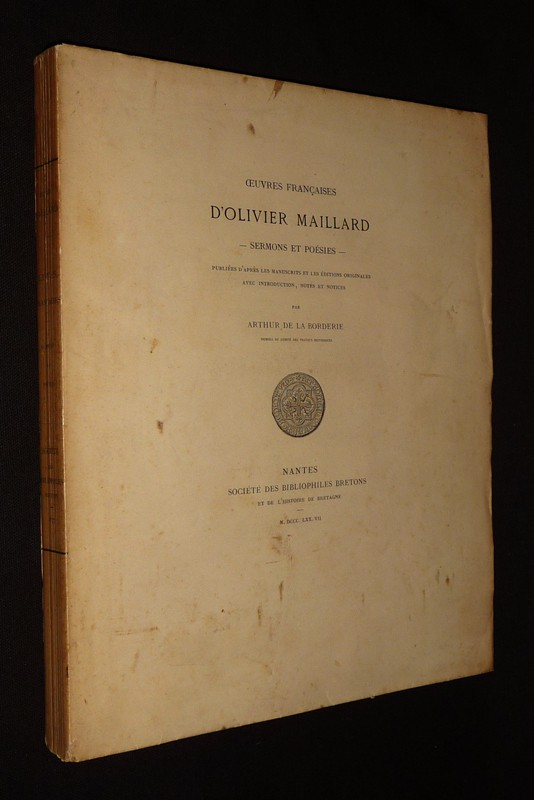 ŒUVRES FRANÇAISES
D'OLIVIER MAILLARD
— SERMONS ET POÉSIES —
PUBLIÉES D'APRÈS LES MANUSCRITS ET LES ÉDITIONS ORIGINALES
AVEC INTRODUCTION, NOTES ET NOTICES
PAR
ARTHUR DE LA BORDERIE
NANTES
SOCIÉTÉ DES BIBLIOPHILES BRETONS
ET DE L'HISTOIRE DE BRETAGNE
M. DCCC. LXX. VII